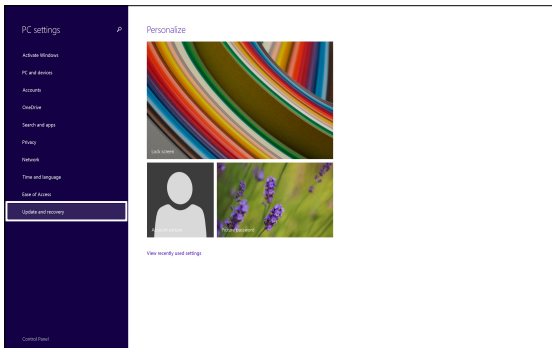 PC settings
Activate Windows
PC and devices
Accounts
OneDrive
Search and apps
Privacy
Network
Time and language
Ease of Access
Update and recovery
Control Panel
Personalize
Lock screen
Account picture
Picture password
View recently used settings